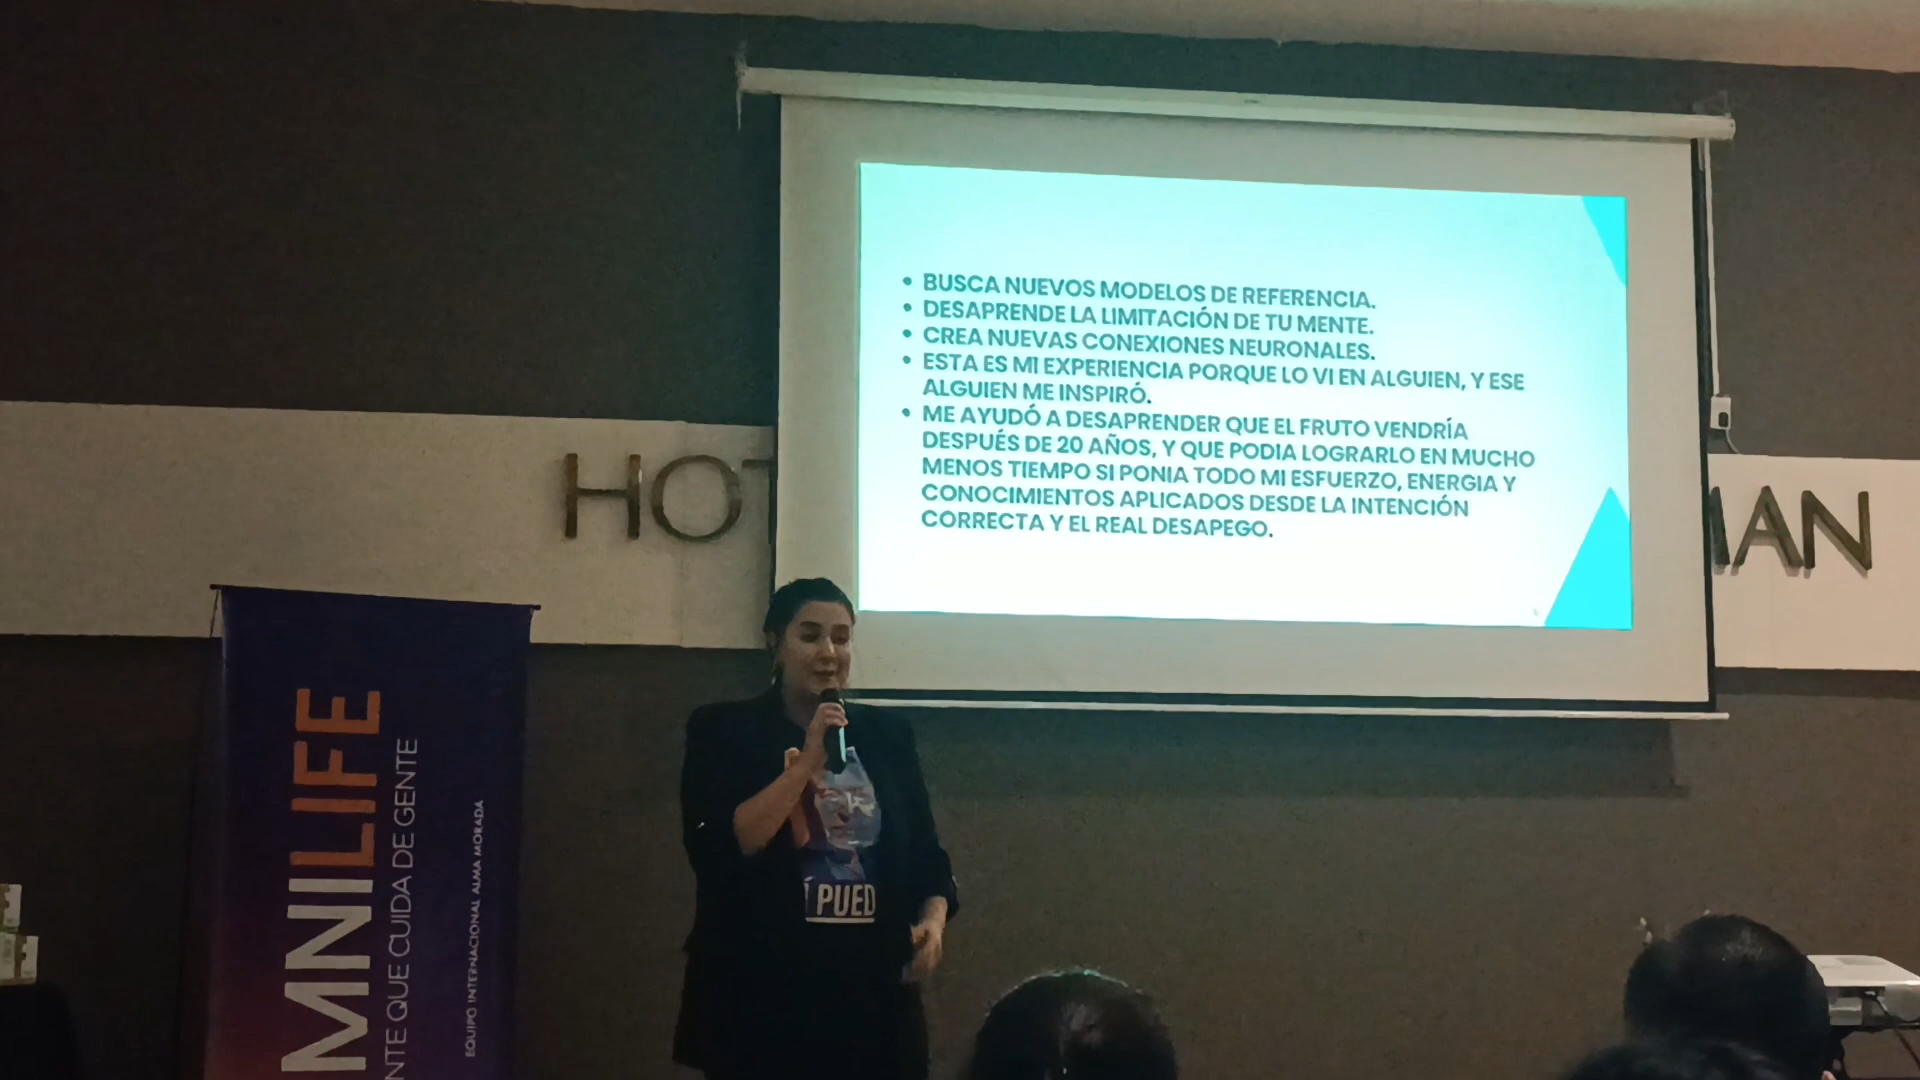 BUSCA NUEVOS MODELOS DE REFERENCIA.
DESAPRENDE LA LIMITACIÓN DE TU MENTE.
CREA NUEVAS CONEXIONES NEURONALES.
ESTA ES MI EXPERIENCIA PORQUE LO VI EN ALGUIEN, Y ESE
ALGUIEN ME INSPIRÓ.
ME AYUDÓ A DESAPRENDER QUE EL FRUTO VENDRÍA
DESPUÉS DE 20 AÑOS, Y QUE PODIA LOGRARLO EN MUCHO
MENOS TIEMPO SI PONIA TODO MI ESFUERZO, ENERGIA Y
CONOCIMIENTOS APLICADOS DESDE LA INTENCIÓN
CORRECTA Y EL REAL DESAPEGO.
HOT
MAN
MNILIFE
NTE QUE CUIDA DE GENTE
EQUIPO INTERNACIONAL ALMA MORADA
Í PUED